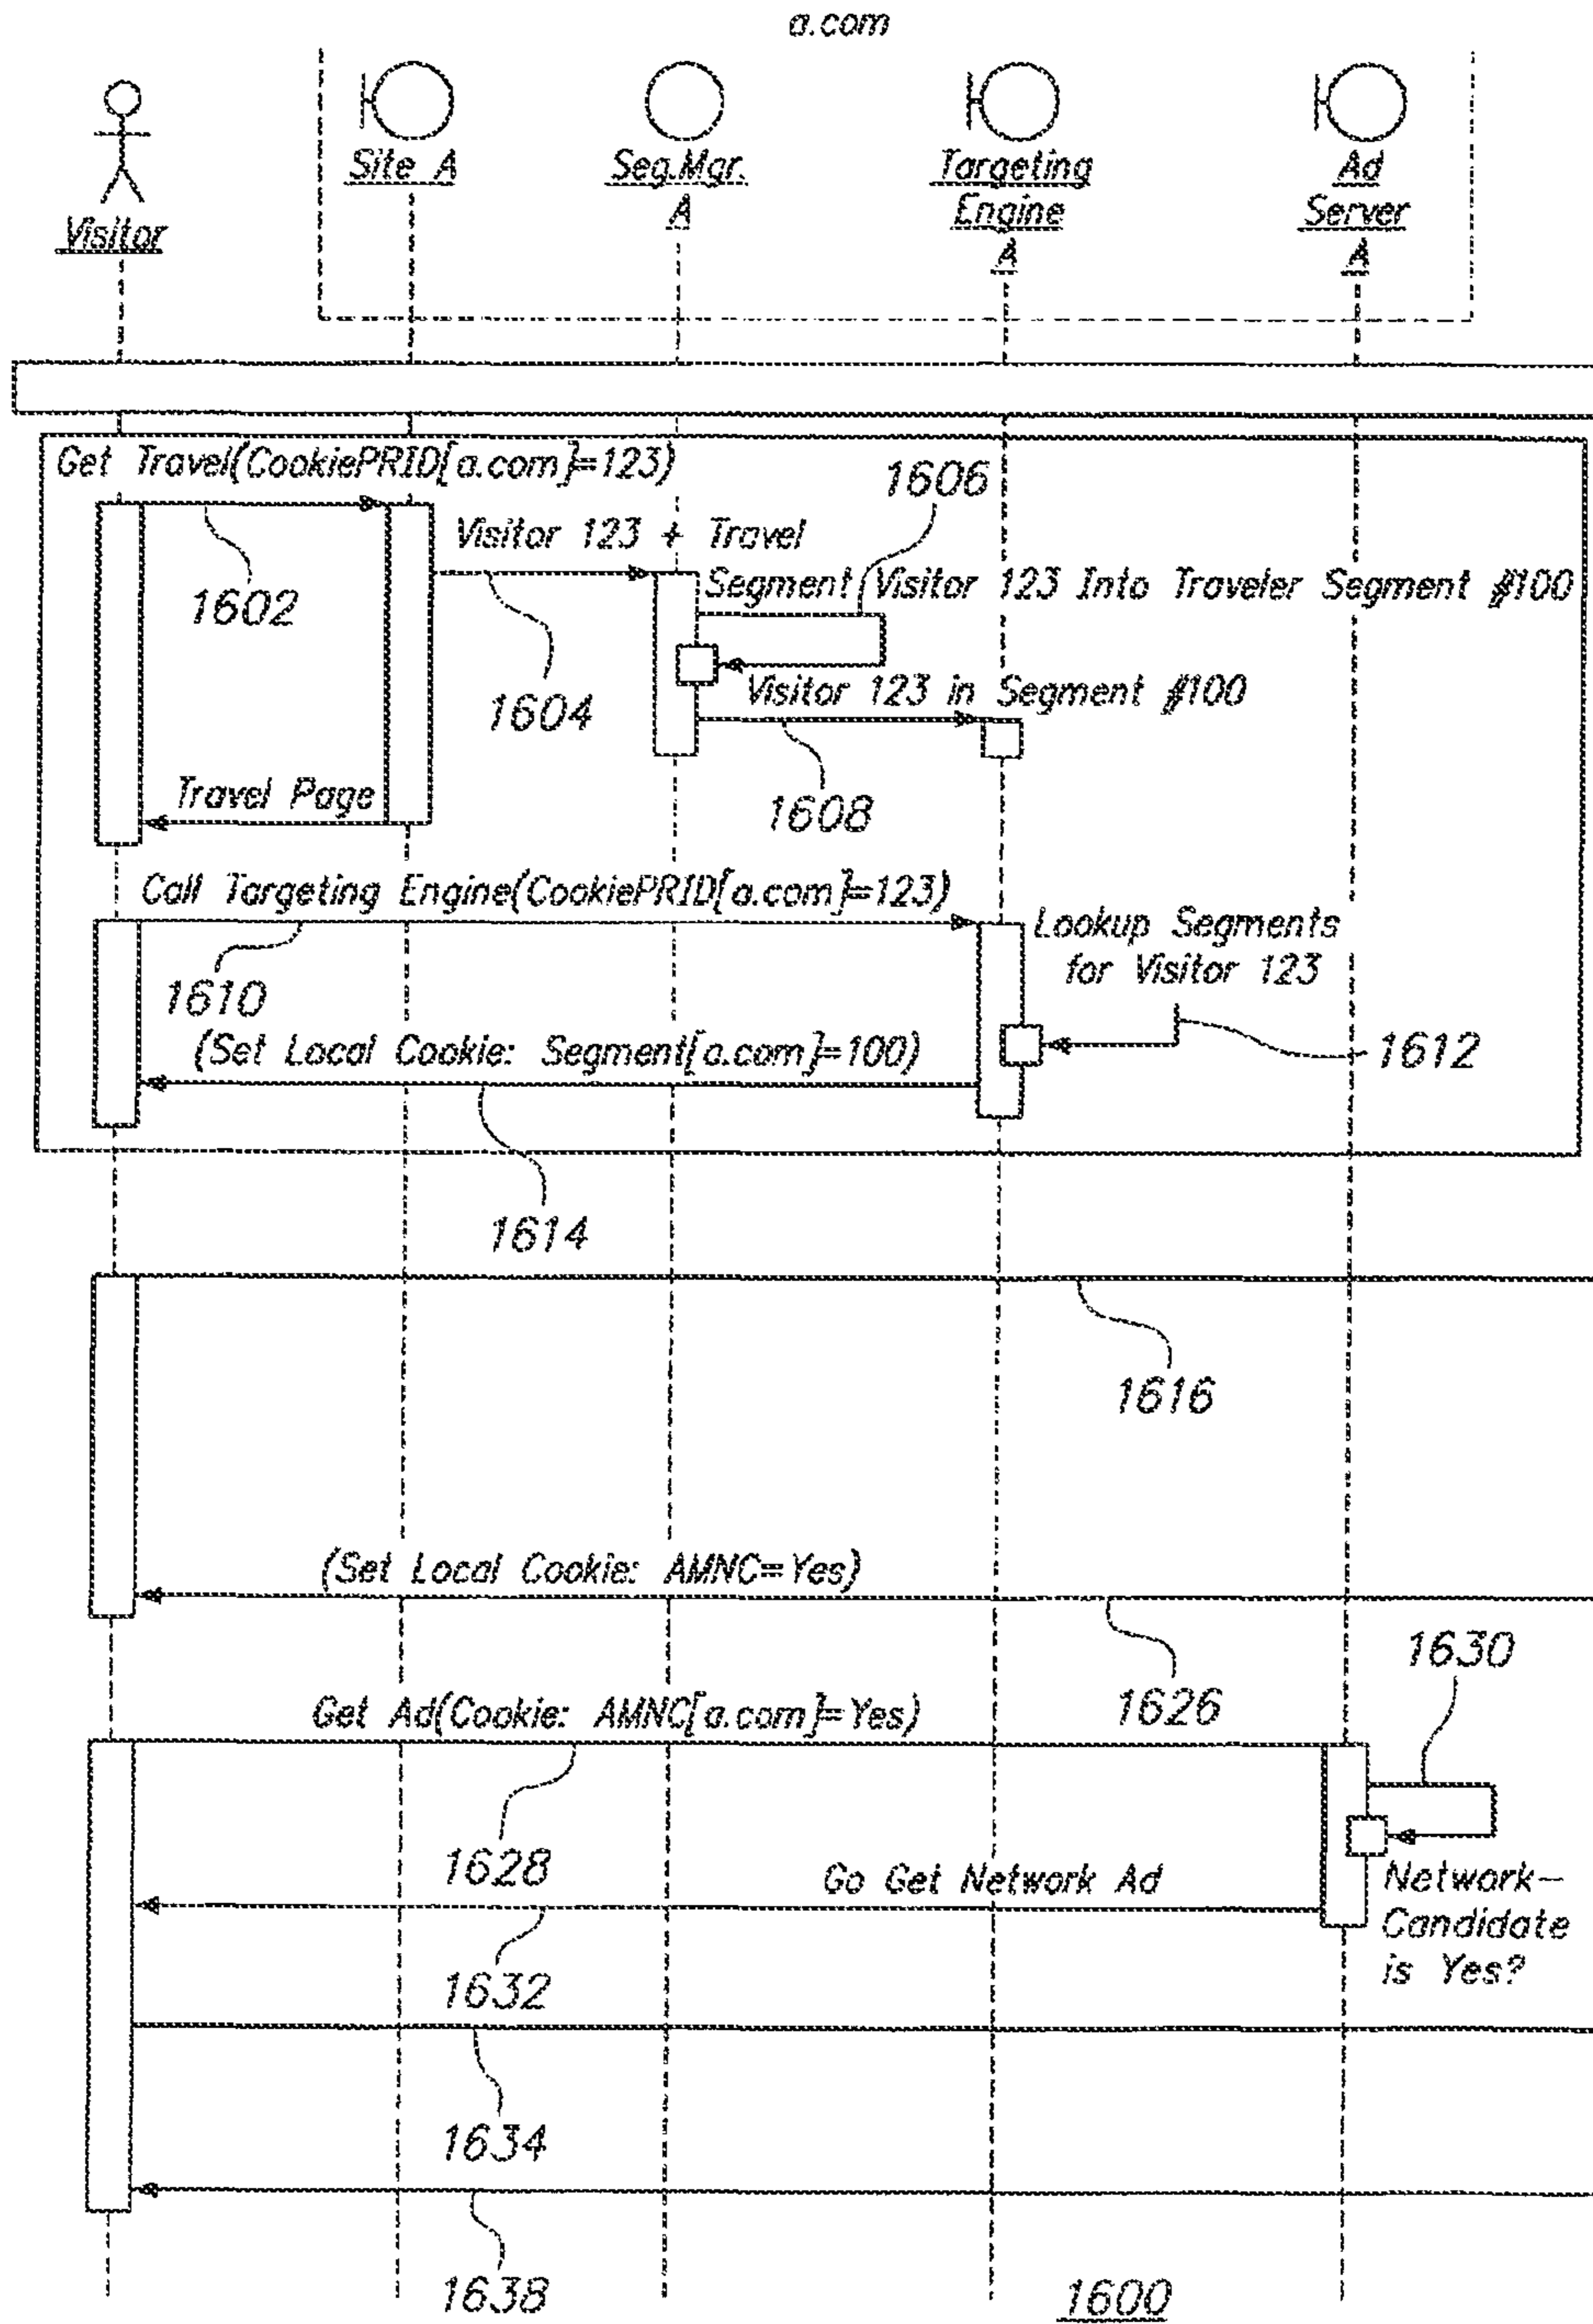 a.com
Site A
Seg.Mgr.
A
Targeting
Engine
A
Ad
Server
A
Visitor
Get Travel(CookiePRID[a.com]=123)
1606
Visitor 123 + Travel
Segment Visitor 123 Into Traveler Segment #100
1602
1604
Visitor 123 in Segment #100
Travel Page
1608
Call Targeting Engine(CookiePRID[a.com]=123)
Lookup Segments
for Visitor 123
1610
(Set Local Cookie: Segment[a.com]=100)
1612
1614
1616
(Set Local Cookie: AMNC=Yes)
1630
Get Ad(Cookie: AMNC[a.com]=Yes)
1626
1628
Go Get Network Ad
Network-
Candidate
is Yes?
1632
1634
1638
1600